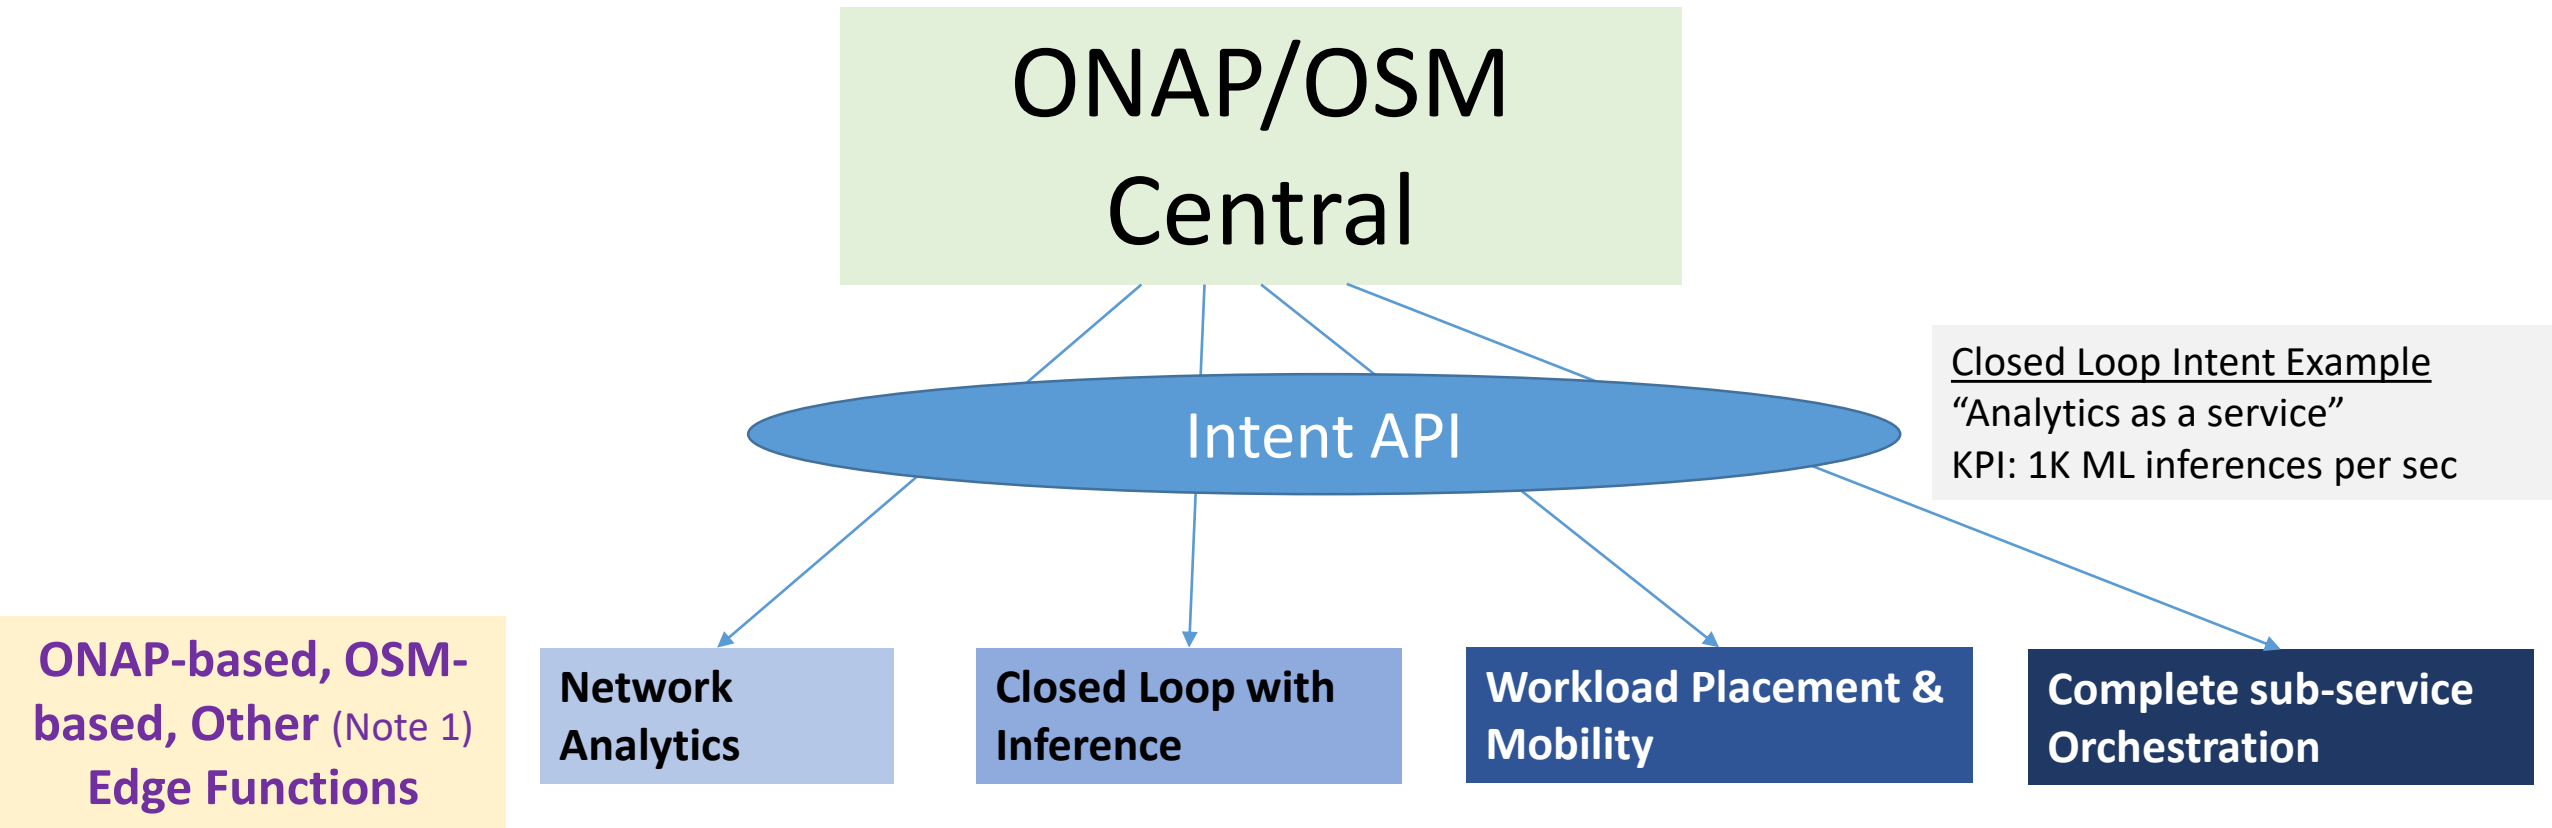 ONAP/OSM
Central
Intent API
Closed Loop Intent Example
“Analytics as a service”
KPI: 1K ML inferences per sec
ONAP-based, OSM-
based, Other (Note 1)
Edge Functions
Network
Analytics
Closed Loop with
Inference
Workload Placement &
Mobility
Complete sub-service
Orchestration